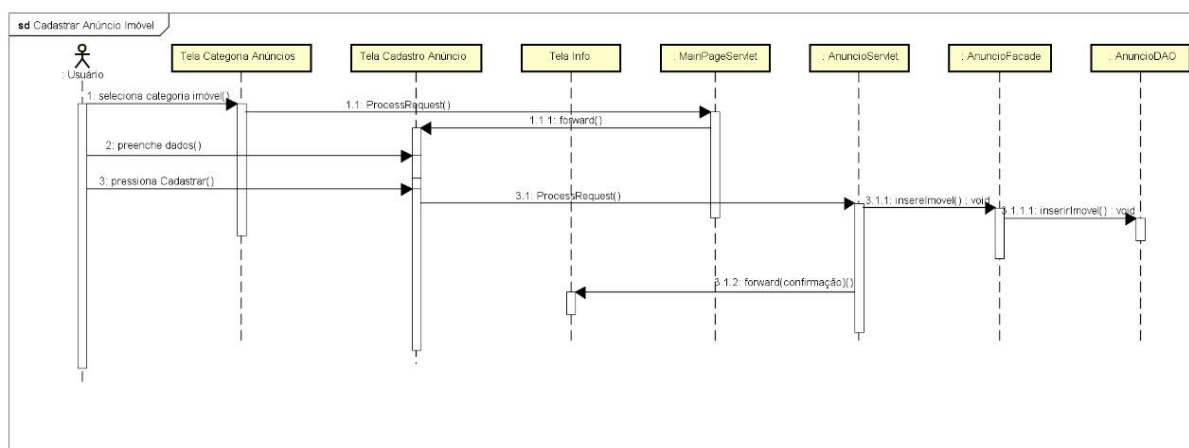 sd Cadastrar Anúncio Imóvel
: Usuário
Tela Categoria Anúncios
Tela Cadastro Anúncio
Tela Info
: MainPageServlet
: AnuncioServlet
: AnuncioFacade
: AnuncioDAO
1: seleciona categoria imóvel()
1.1: ProcessRequest()
1.1.1: forward()
2: preenche dados()
3: pressiona Cadastrar()
3.1: ProcessRequest()
3.1.1: insereImovel() : void
3.1.1.1: inserirImovel() : void
3.1.2: forward(confirmação)()